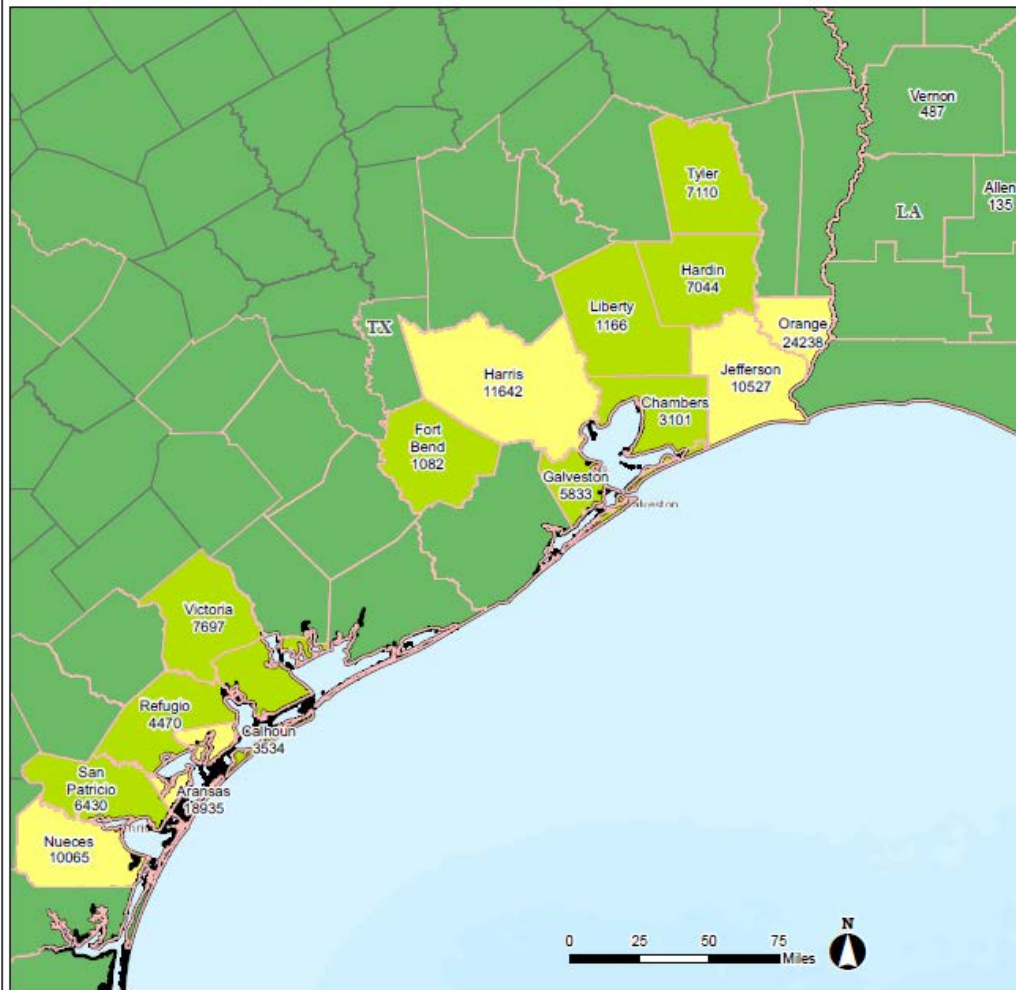 Vernon
487
Allen
135
LA
Tyler
7110
Hardin
7044
Liberty
1166
Orange
24238
TX
Harris
11642
Jefferson
10527
Chambers
3101
Fort
Bend
1082
Galveston
5833
Victoria
7697
Refugio
4470
Calhoun
3534
San
Patricio
6430
Aransas
18935
Nueces
10065
N
0 25 50 75
Miles